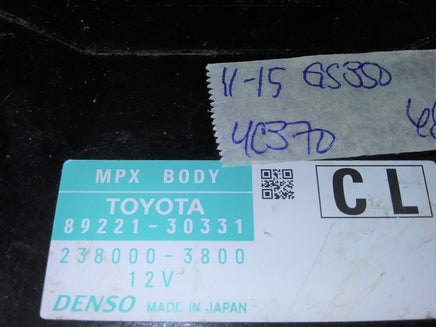 11-15 GS350
4C370
MPX BODY
TOYOTA
89221-30331
238000-3800
12V
DENSO MADE IN JAPAN
CL